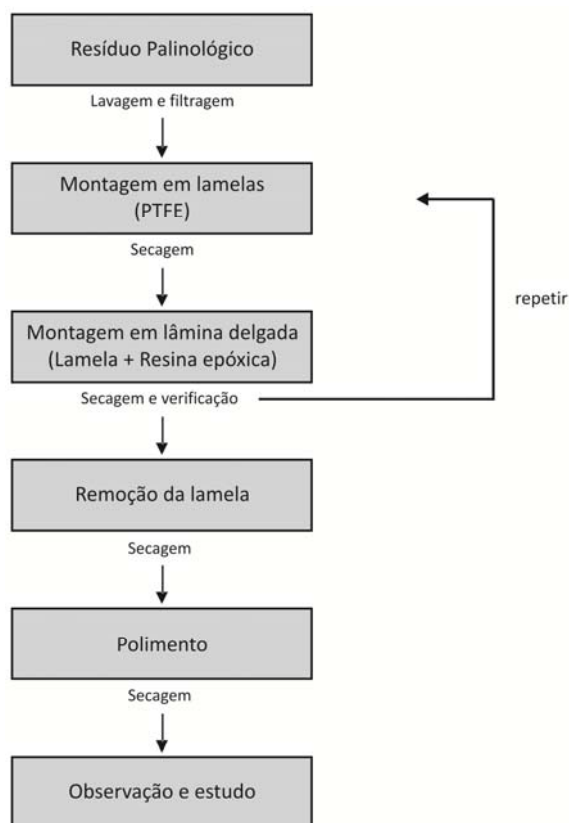 Resíduo Palinológico
Lavagem e filtragem
Montagem em lamelas
(PTFE)
Secagem
repetir
Montagem em lâmina delgada
(Lamela + Resina epóxica)
Secagem e verificação
Remoção da lamela
Secagem
Polimento
Secagem
Observação e estudo